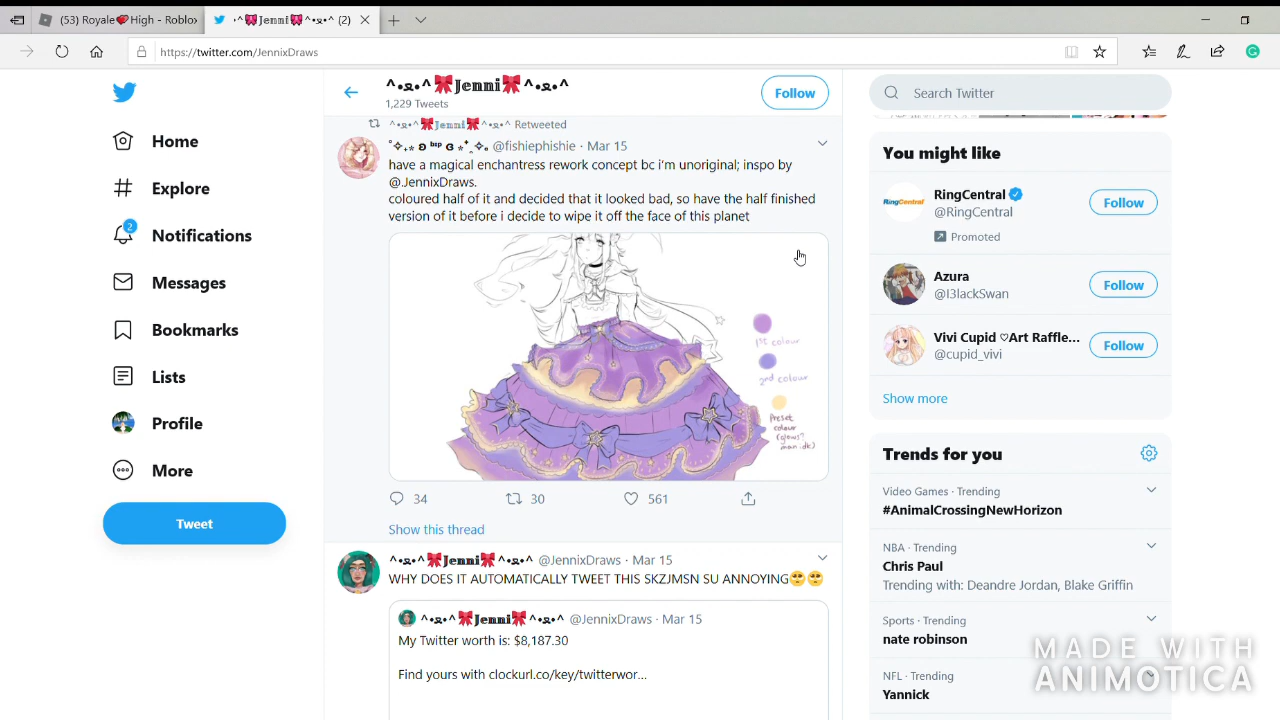 (53) Royale💗High - Roblox
·^🎀𝕁𝕖𝕟𝕟𝕚🎀^•ﻌ•^ (2)
https://twitter.com/JennixDraws
^•ﻌ•^🎀𝕁𝕖𝕟𝕟𝕚🎀^•ﻌ•^
1,229 Tweets
Follow
Search Twitter
Home
Explore
2
Notifications
Messages
Bookmarks
Lists
Profile
More
Tweet
^•ﻌ•^🎀𝕁𝕖𝕟𝕟𝕚🎀^•ﻌ•^ Retweeted
@fishiephishie · Mar 15
have a magical enchantress rework concept bc i'm unoriginal; inspo by
@.JennixDraws.
coloured half of it and decided that it looked bad, so have the half finished
version of it before i decide to wipe it off the face of this planet
1st colour
2nd colour
Preset
colour
(glows?
34
30
561
Show this thread
^•ﻌ•^🎀𝕁𝕖𝕟𝕟𝕚🎀^•ﻌ•^ @JennixDraws · Mar 15
WHY DOES IT AUTOMATICALLY TWEET THIS SKZJMSN SU ANNOYING🥺🥺
^•ﻌ•^🎀𝕁𝕖𝕟𝕟𝕚🎀^•ﻌ•^ @JennixDraws · Mar 15
My Twitter worth is: $8,187.30
Find yours with clockurl.co/key/twitterwor...
You might like
RingCentral
@RingCentral
Promoted
Follow
RingCentral
Azura
@I3lackSwan
Follow
Vivi Cupid ♡Art Raffle...
@cupid_vivi
Follow
Show more
Trends for you
Video Games · Trending
#AnimalCrossingNewHorizon
NBA · Trending
Chris Paul
Trending with: Deandre Jordan, Blake Griffin
Sports · Trending
nate robinson
NFL · Trending
Yannick
MADE WITH
ANIMOTICA